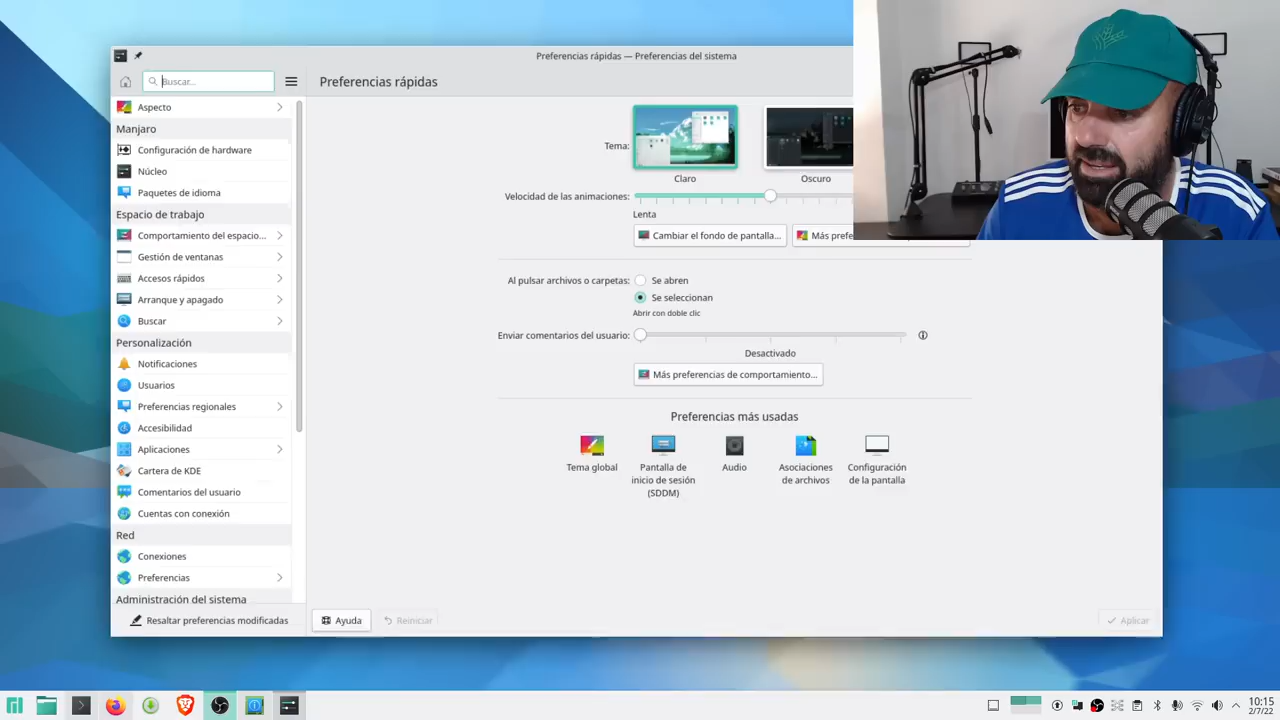 Preferencias rápidas — Preferencias del sistema
Buscar...
Preferencias rápidas
Aspecto
Manjaro
Configuración de hardware
Núcleo
Paquetes de idioma
Espacio de trabajo
Comportamiento del espacio...
Gestión de ventanas
Accesos rápidos
Arranque y apagado
Buscar
Personalización
Notificaciones
Usuarios
Preferencias regionales
Accesibilidad
Aplicaciones
Cartera de KDE
Comentarios del usuario
Cuentas con conexión
Red
Conexiones
Preferencias
Administración del sistema
Resaltar preferencias modificadas
Tema:
Claro
Oscuro
Velocidad de las animaciones:
Lenta
Cambiar el fondo de pantalla...
Más prefe
Al pulsar archivos o carpetas:
Se abren
Se seleccionan
Abrir con doble clic
Enviar comentarios del usuario:
Desactivado
Más preferencias de comportamiento...
Preferencias más usadas
Tema global
Pantalla de
inicio de sesión
(SDDM)
Audio
Asociaciones
de archivos
Configuración
de la pantalla
Ayuda
Reiniciar
Aplicar
10:15
2/7/22